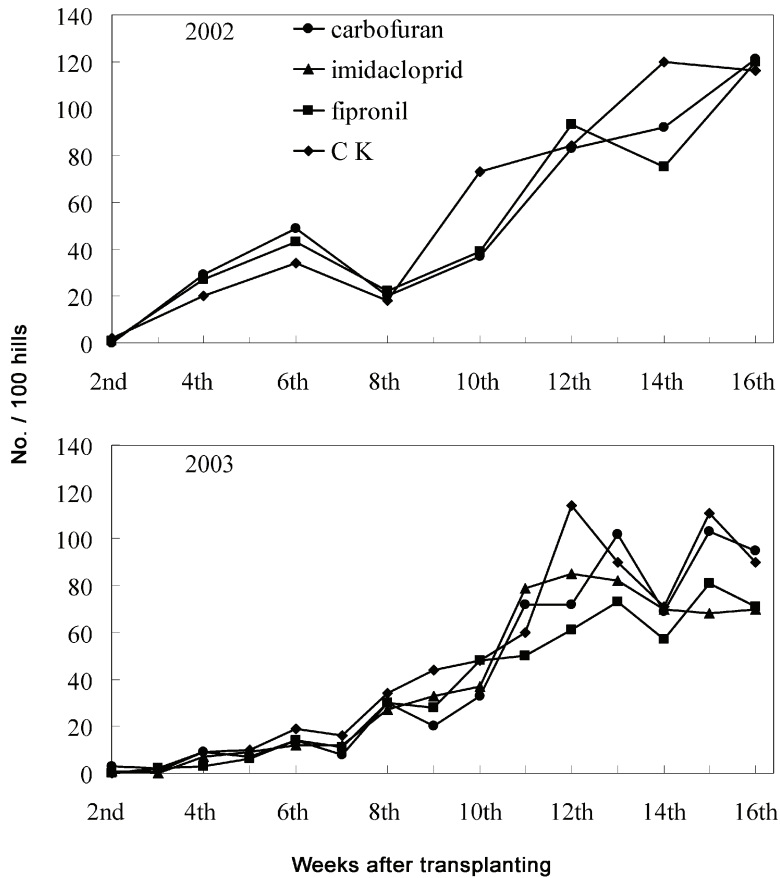 140
2002
carbofuran
120
imidacloprid
100
fipronil
80
C K
60
40
20
0
2nd 4th 6th 8th 10th 12th 14th 16th
No. / 100 hills
140
2003
120
100
80
60
40
20
0
2nd 4th 6th 8th 10th 12th 14th 16th
Weeks after transplanting